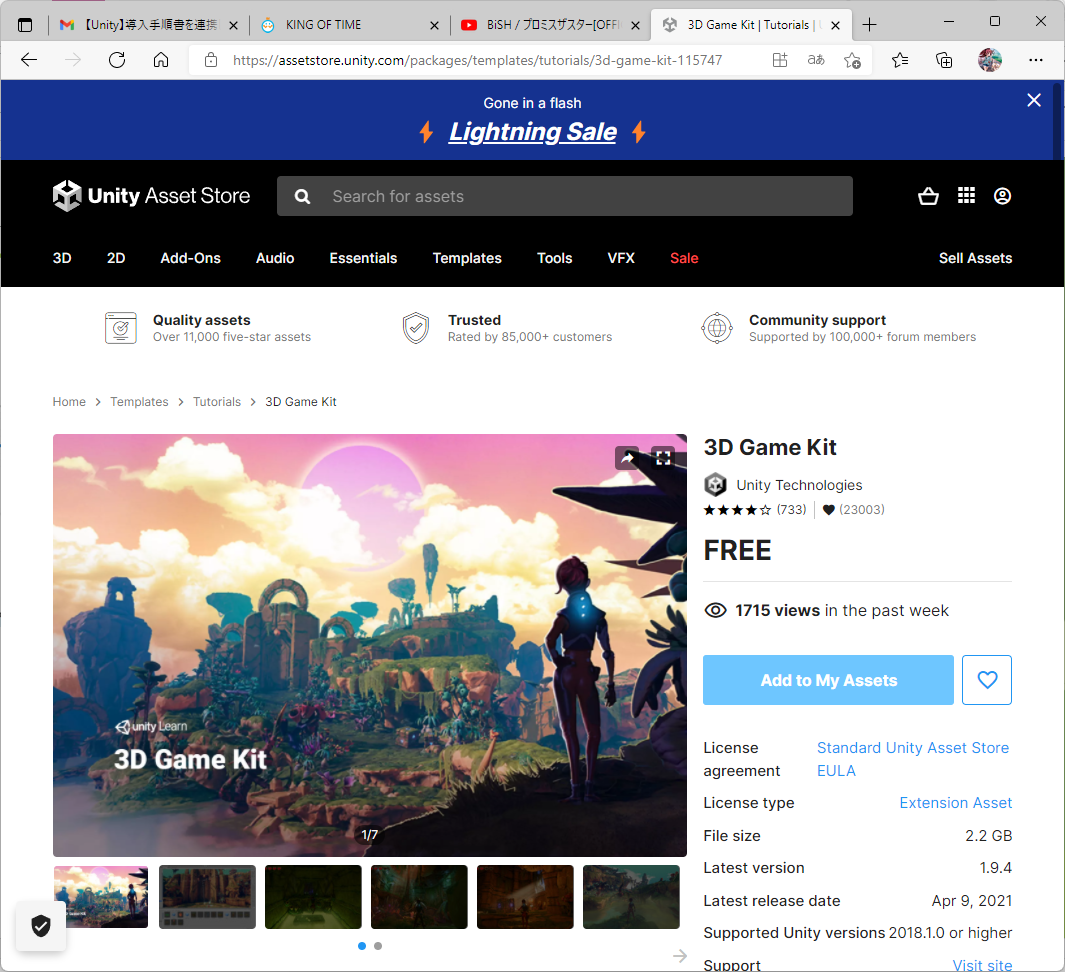 【Unity】導入手順書を連携
KING OF TIME
BiSH / プロミスザスター[OFFI
3D Game Kit | Tutorials |
https://assetstore.unity.com/packages/templates/tutorials/3d-game-kit-115747
Gone in a flash
Lightning Sale
Unity Asset Store
Search for assets
3D
2D
Add-Ons
Audio
Essentials
Templates
Tools
VFX
Sale
Sell Assets
Quality assets
Over 11,000 five-star assets
Trusted
Rated by 85,000+ customers
Community support
Supported by 100,000+ forum members
Home > Templates > Tutorials > 3D Game Kit
unity Learn
3D Game Kit
1/7
3D Game Kit
Unity Technologies
(733)
(23003)
FREE
1715 views in the past week
Add to My Assets
License agreement
Standard Unity Asset Store EULA
License type
Extension Asset
File size
2.2 GB
Latest version
1.9.4
Latest release date
Apr 9, 2021
Supported Unity versions
2018.1.0 or higher
Support
Visit site